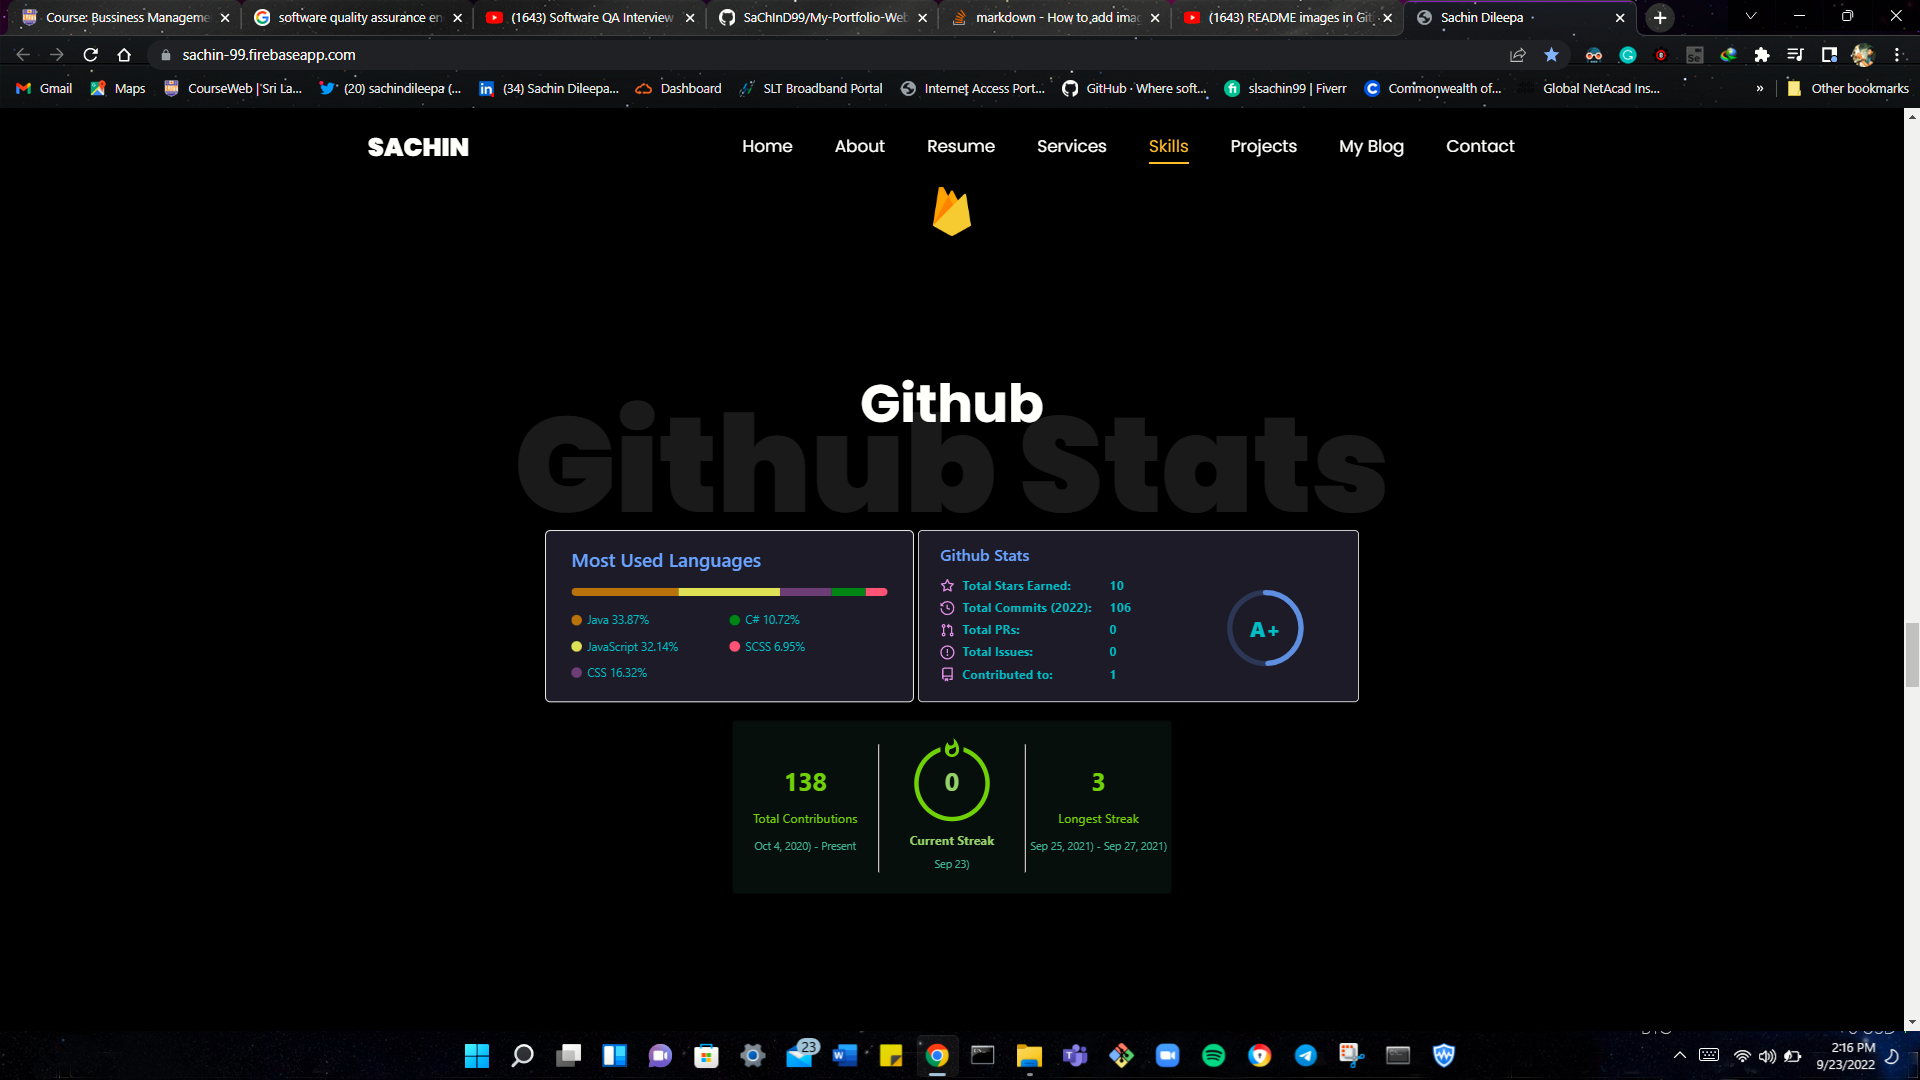 Course: Bussiness Manageme
software quality assurance en
(1643) Software QA Interview
SaChInD99/My-Portfolio-Web
markdown - How to add imag
(1643) README images in Git
Sachin Dileepa
sachin-99.firebaseapp.com
Gmail
Maps
CourseWeb | Sri La...
(20) sachindileepa (...
(34) Sachin Dileepa...
Dashboard
SLT Broadband Portal
Internet Access Port...
GitHub · Where soft...
slsachin99 | Fiverr
Commonwealth of...
Global NetAcad Ins...
»
Other bookmarks
SACHIN
Home
About
Resume
Services
Skills
Projects
My Blog
Contact
Github
Github Stats
Most Used Languages
Java 33.87%
JavaScript 32.14%
CSS 16.32%
C# 10.72%
SCSS 6.95%
Github Stats
Total Stars Earned: 10
Total Commits (2022): 106
Total PRs: 0
Total Issues: 0
Contributed to: 1
A+
138
Total Contributions
Oct 4, 2020) - Present
0
Current Streak
Sep 23)
3
Longest Streak
Sep 25, 2021) - Sep 27, 2021)
23
2:16 PM
9/23/2022